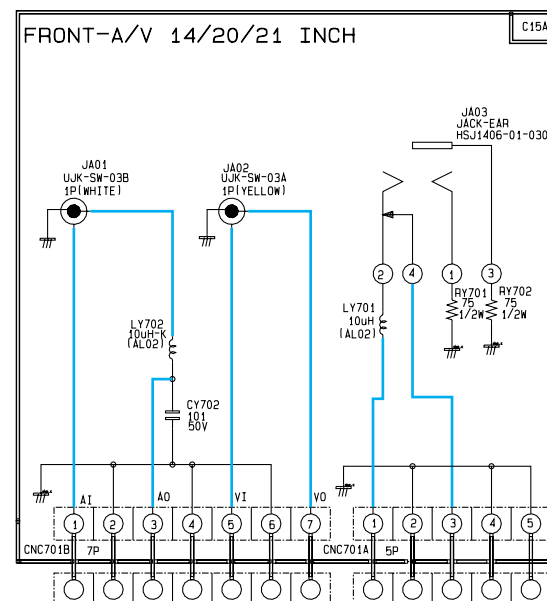 FRONT-A/V 14/20/21 INCH
C15A
JA03
JACK-EAR
HSJ1406-01-030
JA01
UJK-SW-03B
1P(WHITE)
JA02
UJK-SW-03A
1P(YELLOW)
2 4 1 3
LY701
10uH
(AL02)
RY701
75
1/2W
RY702
75
1/2W
LY702
10uH-K
(AL02)
CY702
101
50V
AI AO VI VO
1 2 3 4 5 6 7
1 2 3 4 5
CNC701B 7P
CNC701A 5P